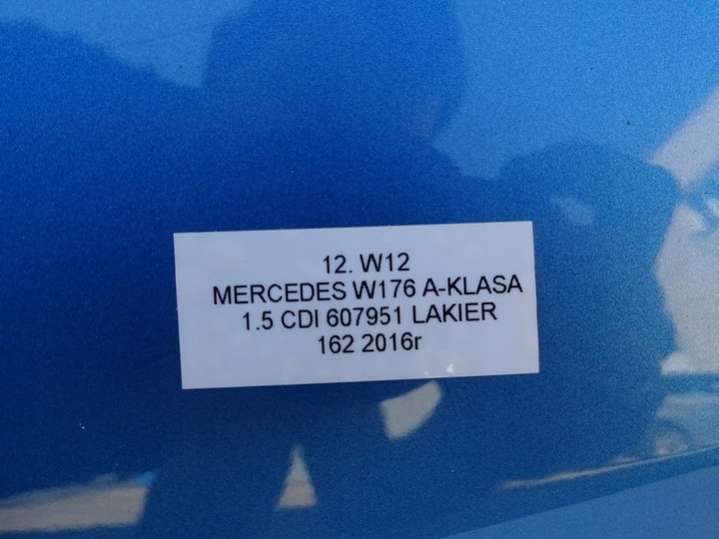 12. W12
MERCEDES W176 A-KLASA
1.5 CDI 607951 LAKIER
162 2016r